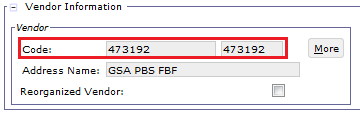 Vendor Information
Vendor
Code: 473192 473192 More
Address Name: GSA PBS FBF
Reorganized Vendor: